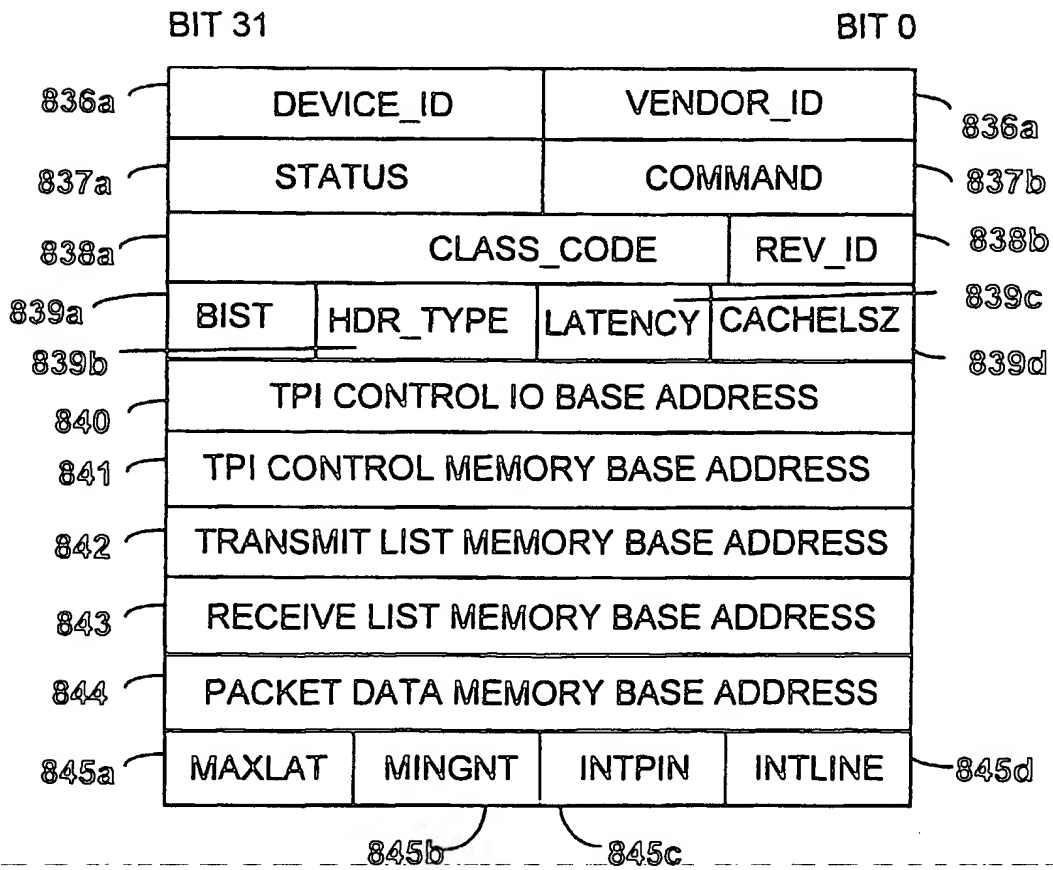 BIT 31 BIT 0
836a DEVICE_ID VENDOR_ID 836a
837a STATUS COMMAND 837b
838a CLASS_CODE REV_ID 838b
839a BIST HDR_TYPE LATENCY CACHELSZ 839c
839b 839d
840 TPI CONTROL IO BASE ADDRESS
841 TPI CONTROL MEMORY BASE ADDRESS
842 TRANSMIT LIST MEMORY BASE ADDRESS
843 RECEIVE LIST MEMORY BASE ADDRESS
844 PACKET DATA MEMORY BASE ADDRESS
845a MAXLAT MINGNT INTPIN INTLINE 845d
845b 845c